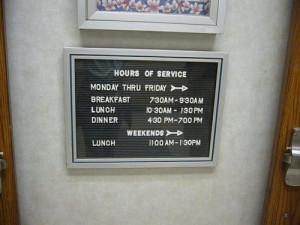 HOURS OF SERVICE
MONDAY THRU FRIDAY
BREAKFAST 7:30AM - 9:30AM
LUNCH 10:30AM - 1:30PM
DINNER 4:30 PM - 7:00 PM
WEEKENDS
LUNCH 11:00AM - 1:30PM